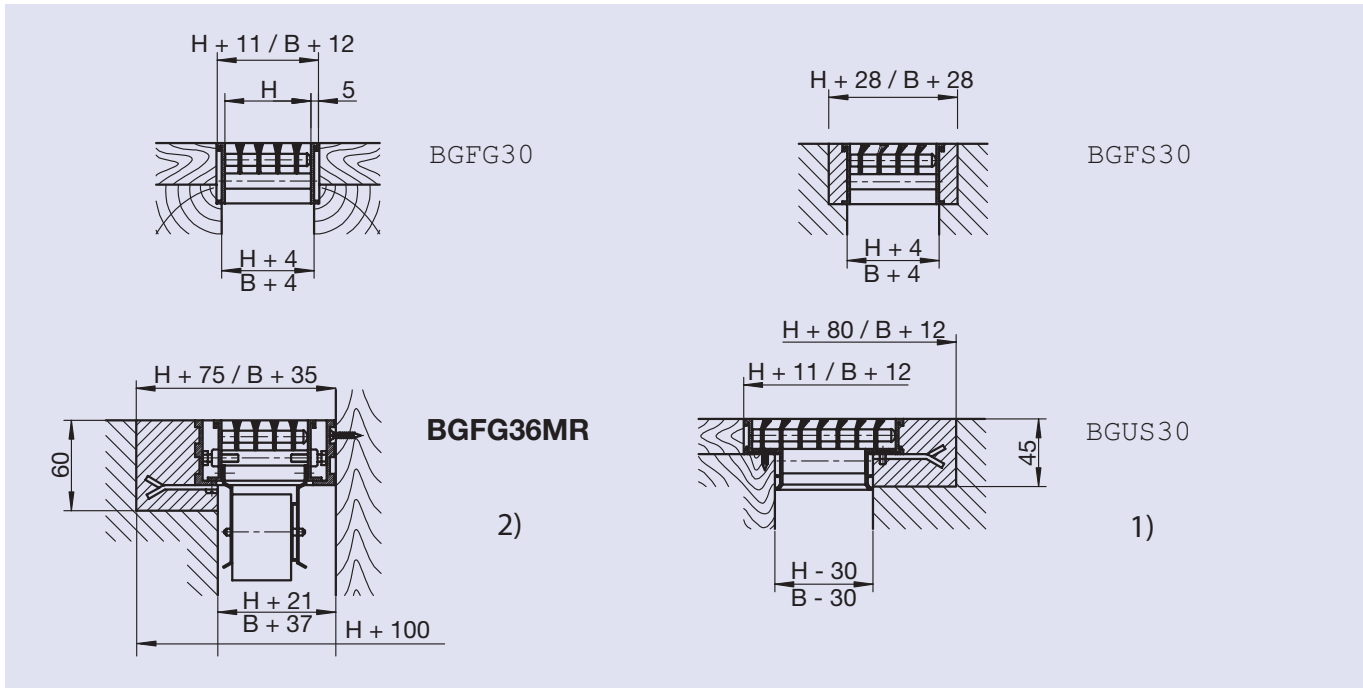 H + 11 / B + 12
H
5
BGFG30
H + 4
B + 4
H + 28 / B + 28
BGFS30
H + 4
B + 4
H + 75 / B + 35
60
BGFG36MR
2)
H + 21
B + 37
H + 100
H + 80 / B + 12
H + 11 / B + 12
45
BGUS30
1)
H - 30
B - 30